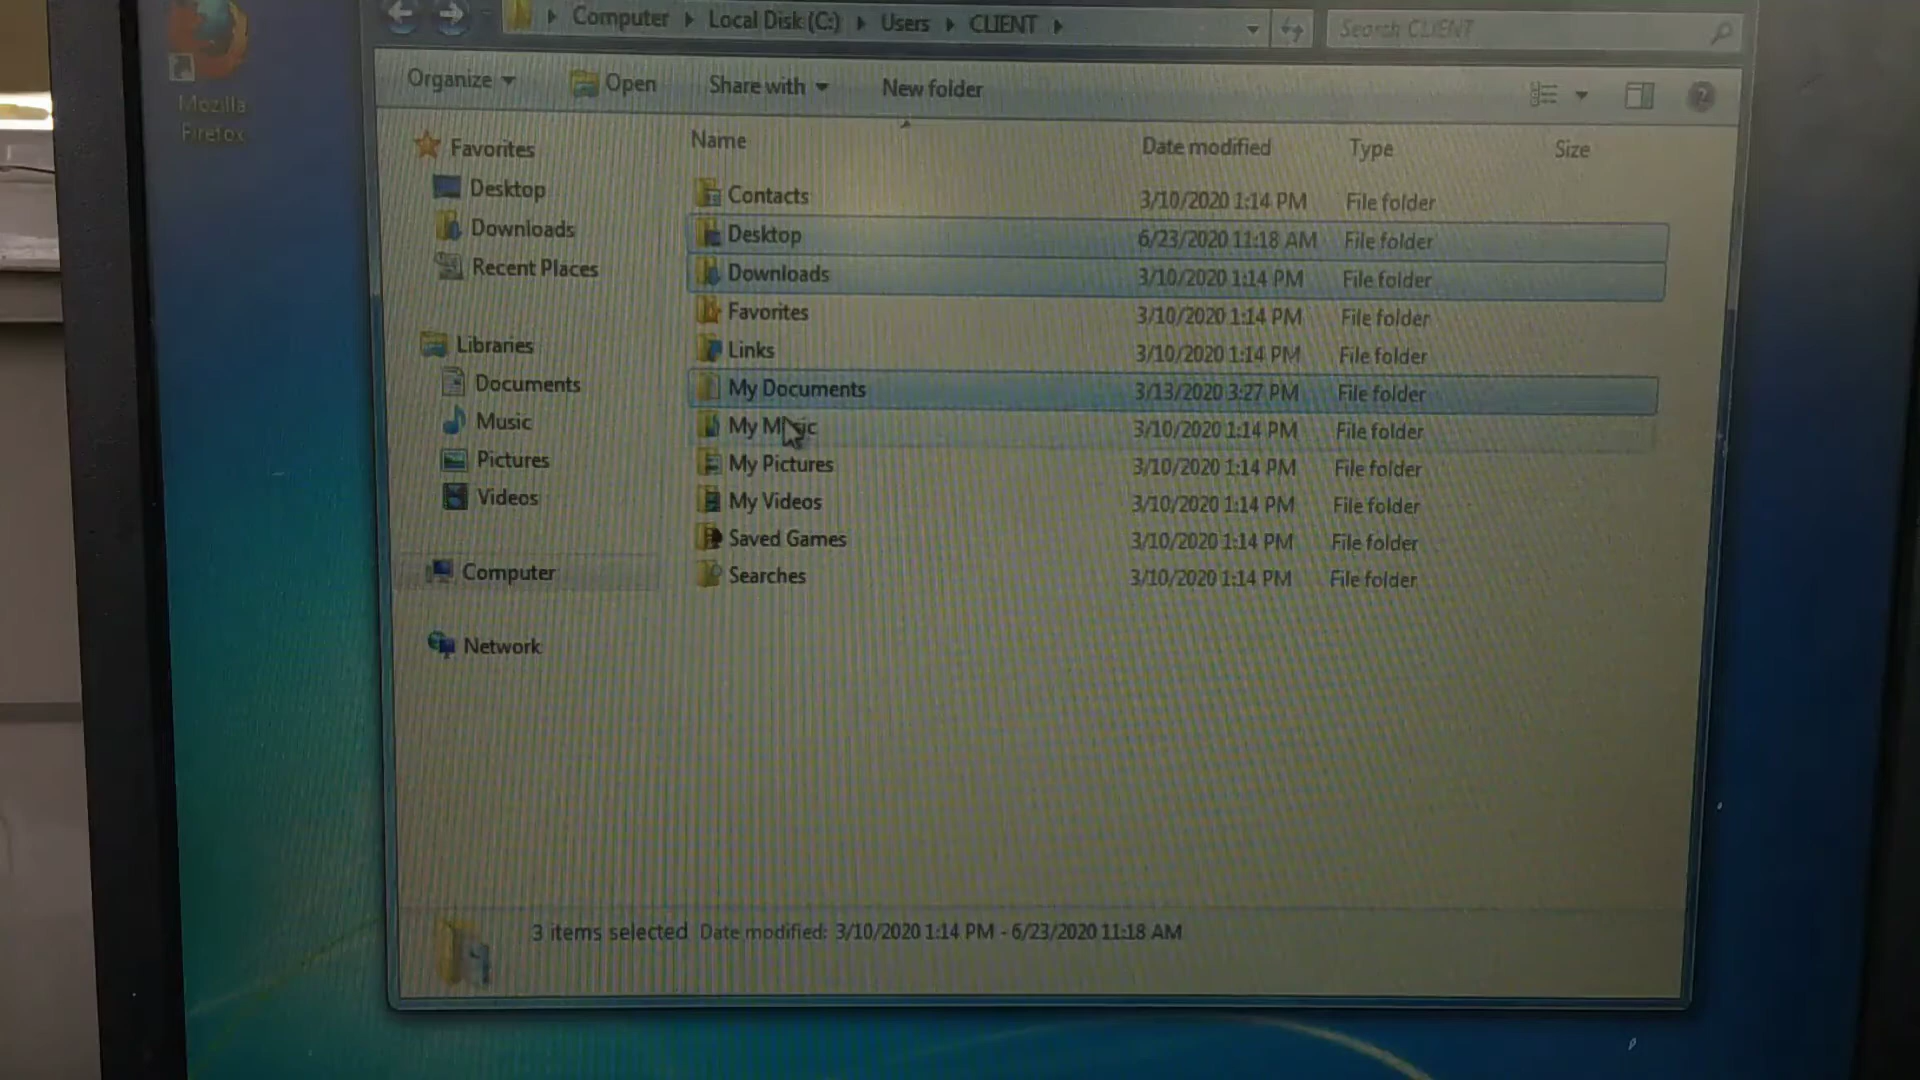 Mozilla
Firefox
Computer Local Disk (C:) Users CLIENT
Search CLIENT
Organize Open Share with New folder
Name Date modified Type Size
Favorites
Desktop
Downloads
Recent Places
Libraries
Documents
Music
Pictures
Videos
Computer
Network
Contacts 3/10/2020 1:14 PM File folder
Desktop 6/23/2020 11:18 AM File folder
Downloads 3/10/2020 1:14 PM File folder
Favorites 3/10/2020 1:14 PM File folder
Links 3/10/2020 1:14 PM File folder
My Documents 3/13/2020 3:27 PM File folder
My Music 3/10/2020 1:14 PM File folder
My Pictures 3/10/2020 1:14 PM File folder
My Videos 3/10/2020 1:14 PM File folder
Saved Games 3/10/2020 1:14 PM File folder
Searches 3/10/2020 1:14 PM File folder
3 items selected Date modified: 3/10/2020 1:14 PM - 6/23/2020 11:18 AM